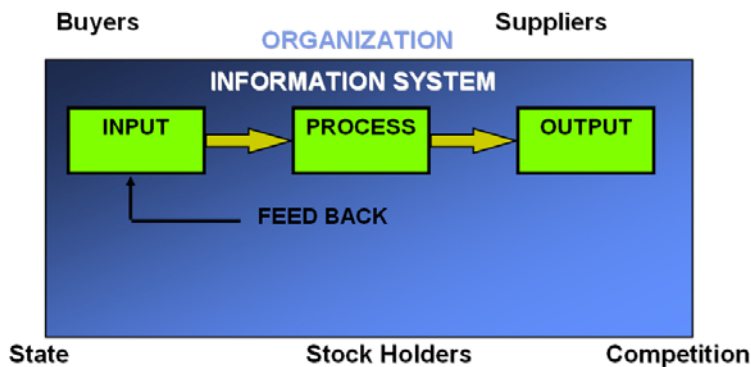 Buyers
Suppliers
ORGANIZATION
INFORMATION SYSTEM
INPUT
PROCESS
OUTPUT
FEED BACK
State
Stock Holders
Competition